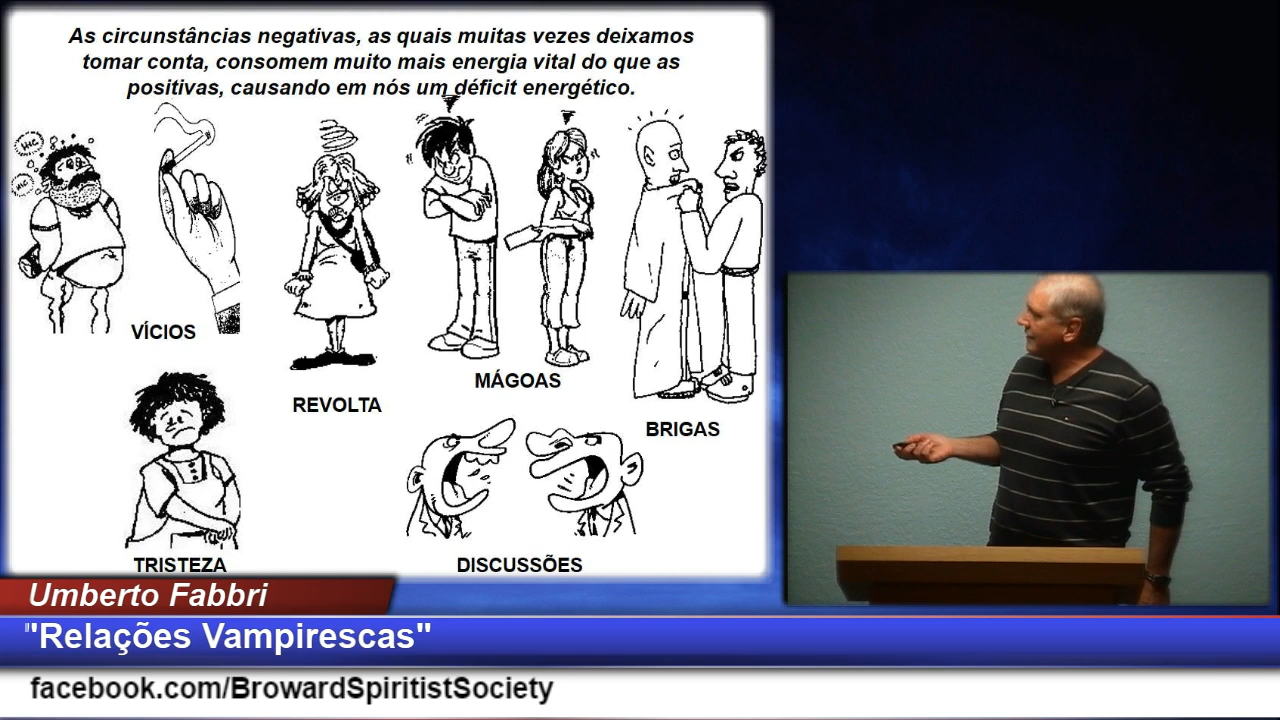 As circunstâncias negativas, as quais muitas vezes deixamos
tomar conta, consomem muito mais energia vital do que as
positivas, causando em nós um déficit energético.
HIC
HIC
VÍCIOS
REVOLTA
MÁGOAS
BRIGAS
TRISTEZA
DISCUSSÕES
Umberto Fabbri
"Relações Vampirescas"
facebook.com/BrowardSpiritistSociety